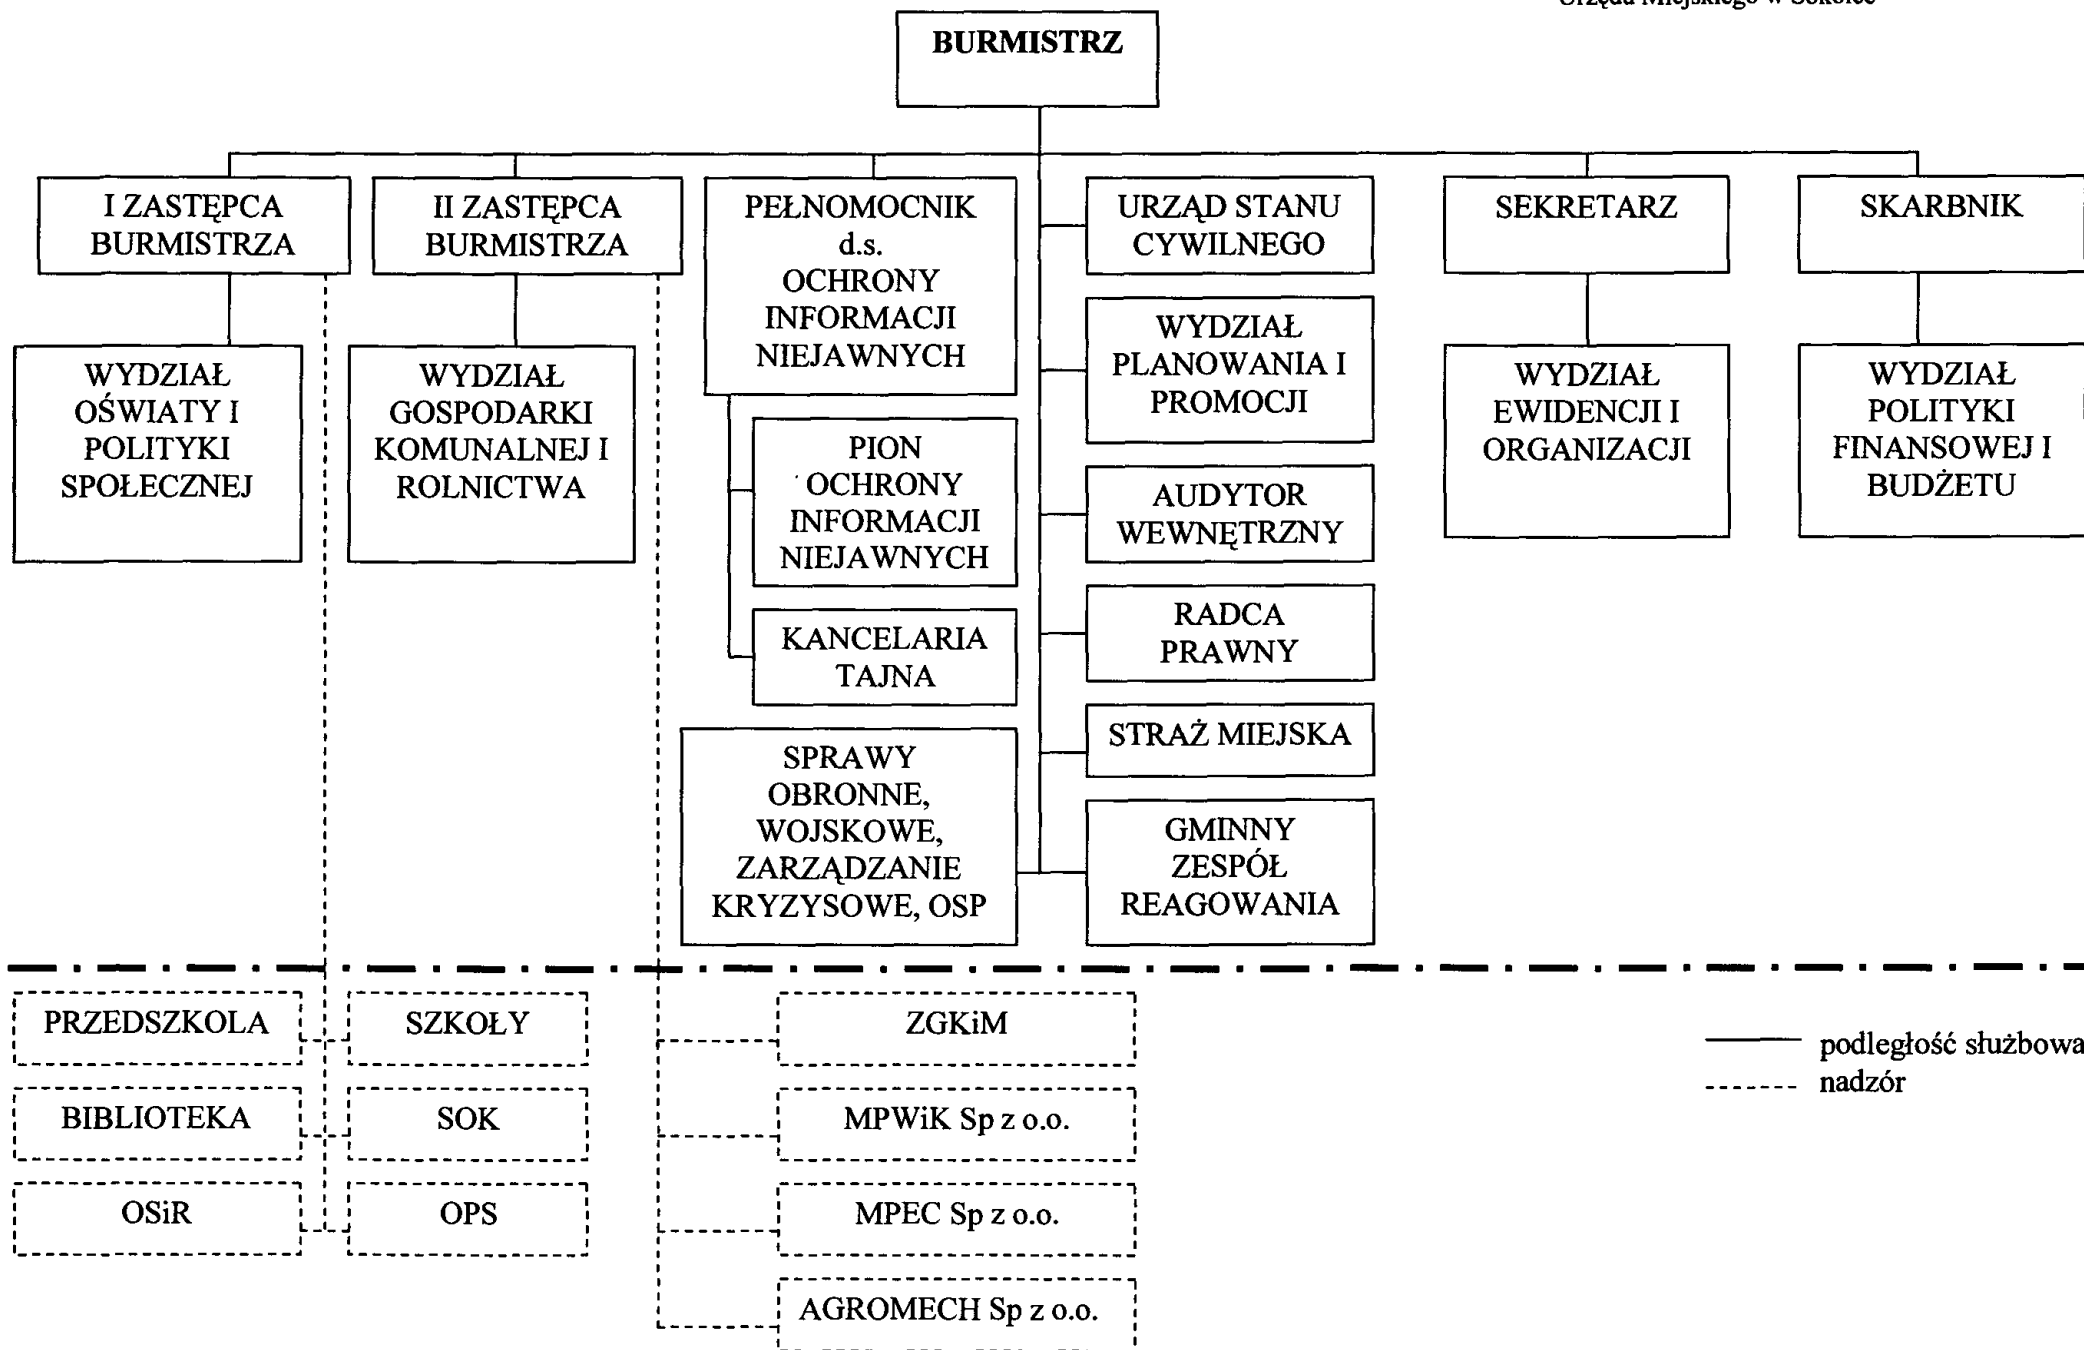 Urzędu Miejskiego w Sokółce
BURMISTRZ
I ZASTĘPCA
BURMISTRZA
II ZASTĘPCA
BURMISTRZA
PEŁNOMOCNIK
d.s.
OCHRONY
INFORMACJI
NIEJAWNYCH
URZĄD STANU
CYWILNEGO
SEKRETARZ
SKARBNIK
WYDZIAŁ
OŚWIATY I
POLITYKI
SPOŁECZNEJ
WYDZIAŁ
GOSPODARKI
KOMUNALNEJ I
ROLNICTWA
PION
OCHRONY
INFORMACJI
NIEJAWNYCH
KANCELARIA
TAJNA
SPRAWY
OBRONNE,
WOJSKOWE,
ZARZĄDZANIE
KRYZYSOWE, OSP
WYDZIAŁ
PLANOWANIA I
PROMOCJI
AUDYTOR
WEWNĘTRZNY
RADCA
PRAWNY
STRAŻ MIEJSKA
GMINNY
ZESPÓŁ
REAGOWANIA
WYDZIAŁ
EWIDENCJI I
ORGANIZACJI
WYDZIAŁ
POLITYKI
FINANSOWEJ I
BUDŻETU
PRZEDSZKOLA
SZKOŁY
BIBLIOTEKA
SOK
OSiR
OPS
ZGKiM
MPWiK Sp z o.o.
MPEC Sp z o.o.
AGROMECH Sp z o.o.
podległość służbowa
nadzór